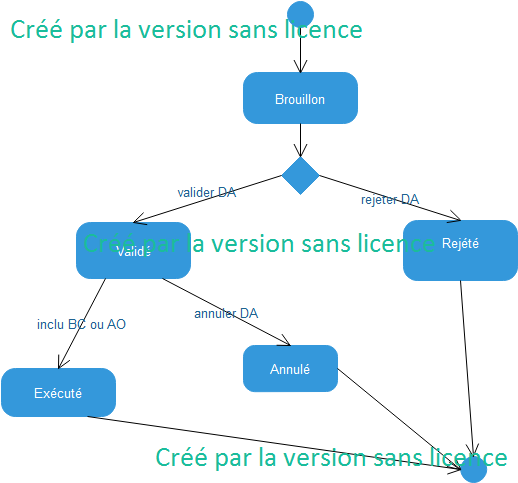 Créé par la version sans licence
Brouillon
valider DA
rejeter DA
Créé par la version sans licence
Validé
Rejété
annuler DA
inclu BC ou AO
Annulé
Exécuté
Créé par la version sans licence